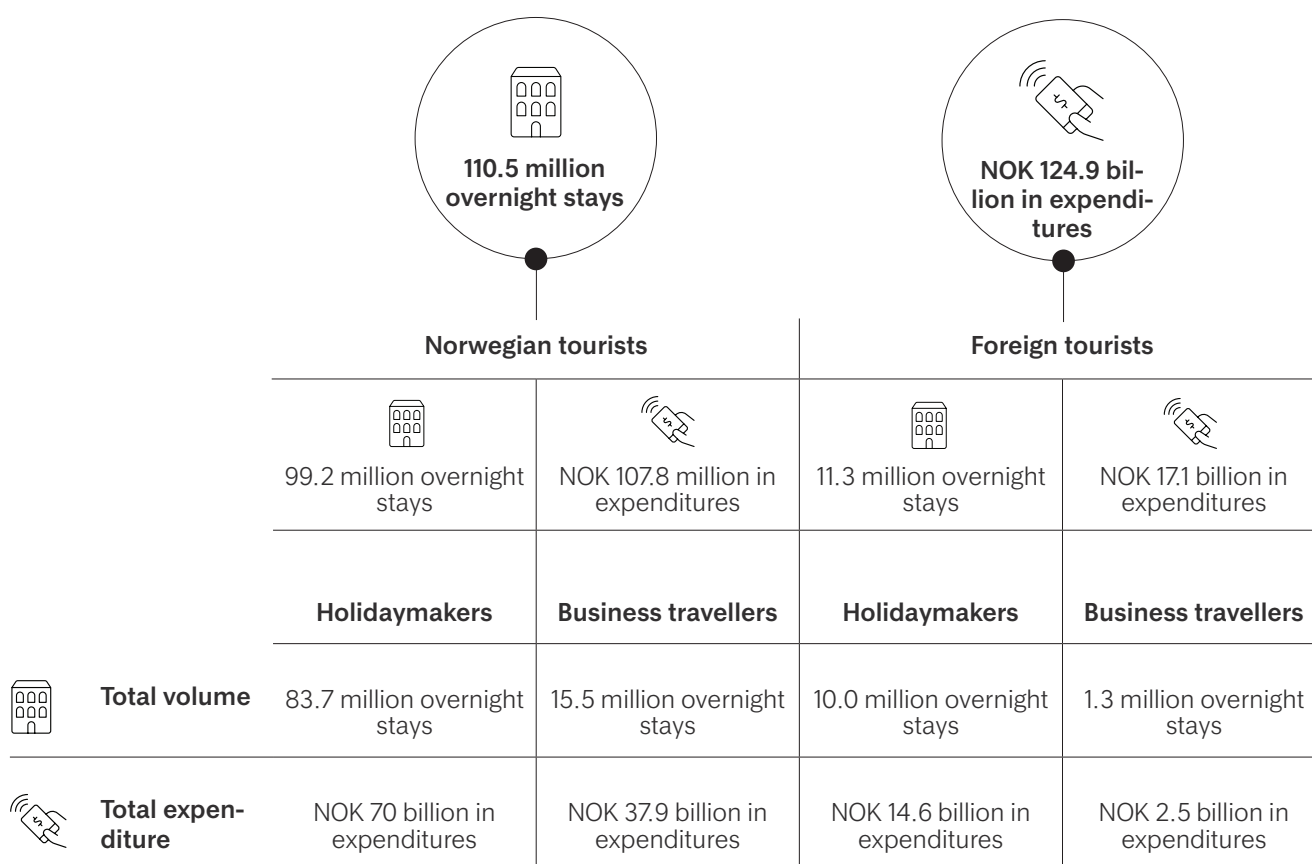 110.5 million
overnight stays
NOK 124.9 bil-
lion in expendi-
tures
Norwegian tourists
Foreign tourists
99.2 million overnight
stays
NOK 107.8 million in
expenditures
11.3 million overnight
stays
NOK 17.1 billion in
expenditures
Holidaymakers
Business travellers
Holidaymakers
Business travellers
Total volume
83.7 million overnight
stays
15.5 million overnight
stays
10.0 million overnight
stays
1.3 million overnight
stays
Total expen-
diture
NOK 70 billion in
expenditures
NOK 37.9 billion in
expenditures
NOK 14.6 billion in
expenditures
NOK 2.5 billion in
expenditures